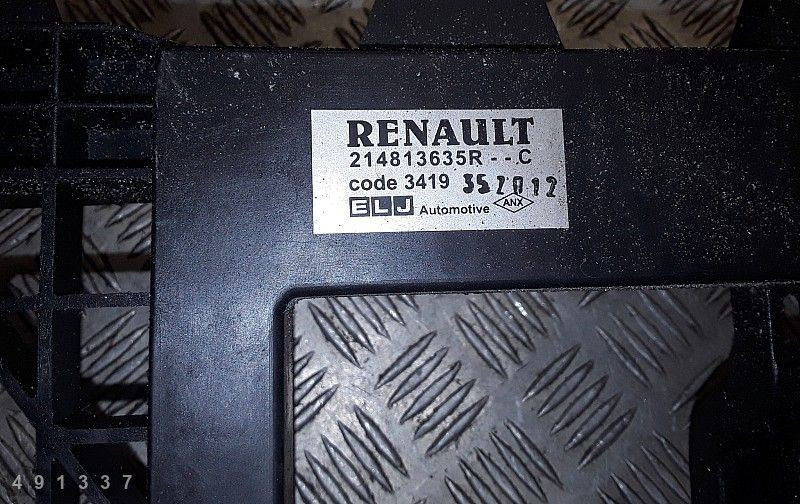 RENAULT
214813635R - - C
code 3419 352012
ELJ Automotive ANX
491337